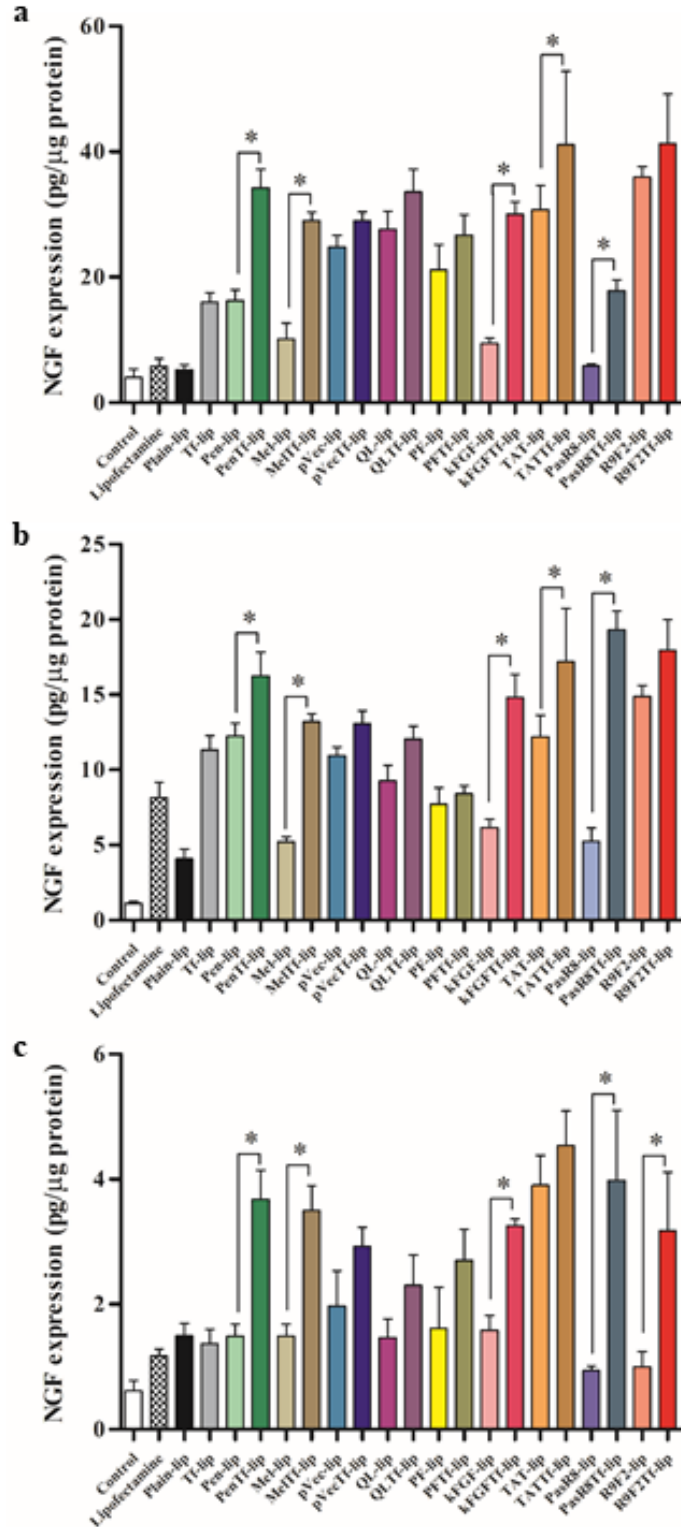 a
NGF expression (pg/µg protein)
60
40
20
0
* * * * *
Control
Lipofectamine
Plain-lip
Tf-lip
Pen-lip
PenTf-lip
Mel-lip
MelTf-lip
pVec-lip
pVecTf-lip
QL-lip
QLTf-lip
PF-lip
PFTf-lip
kFGF-lip
kFGFTf-lip
TAT-lip
TATTf-lip
PasR8-lip
PasR8Tf-lip
R9F2-lip
R9F2Tf-lip
b
NGF expression (pg/µg protein)
25
20
15
10
5
0
* * * * *
Control
Lipofectamine
Plain-lip
Tf-lip
Pen-lip
PenTf-lip
Mel-lip
MelTf-lip
pVec-lip
pVecTf-lip
QL-lip
QLTf-lip
PF-lip
PFTf-lip
kFGF-lip
kFGFTf-lip
TAT-lip
TATTf-lip
PasR8-lip
PasR8Tf-lip
R9F2-lip
R9F2Tf-lip
c
NGF expression (pg/µg protein)
6
4
2
0
* * * * *
Control
Lipofectamine
Plain-lip
Tf-lip
Pen-lip
PenTf-lip
Mel-lip
MelTf-lip
pVec-lip
pVecTf-lip
QL-lip
QLTf-lip
PF-lip
PFTf-lip
kFGF-lip
kFGFTf-lip
TAT-lip
TATTf-lip
PasR8-lip
PasR8Tf-lip
R9F2-lip
R9F2Tf-lip